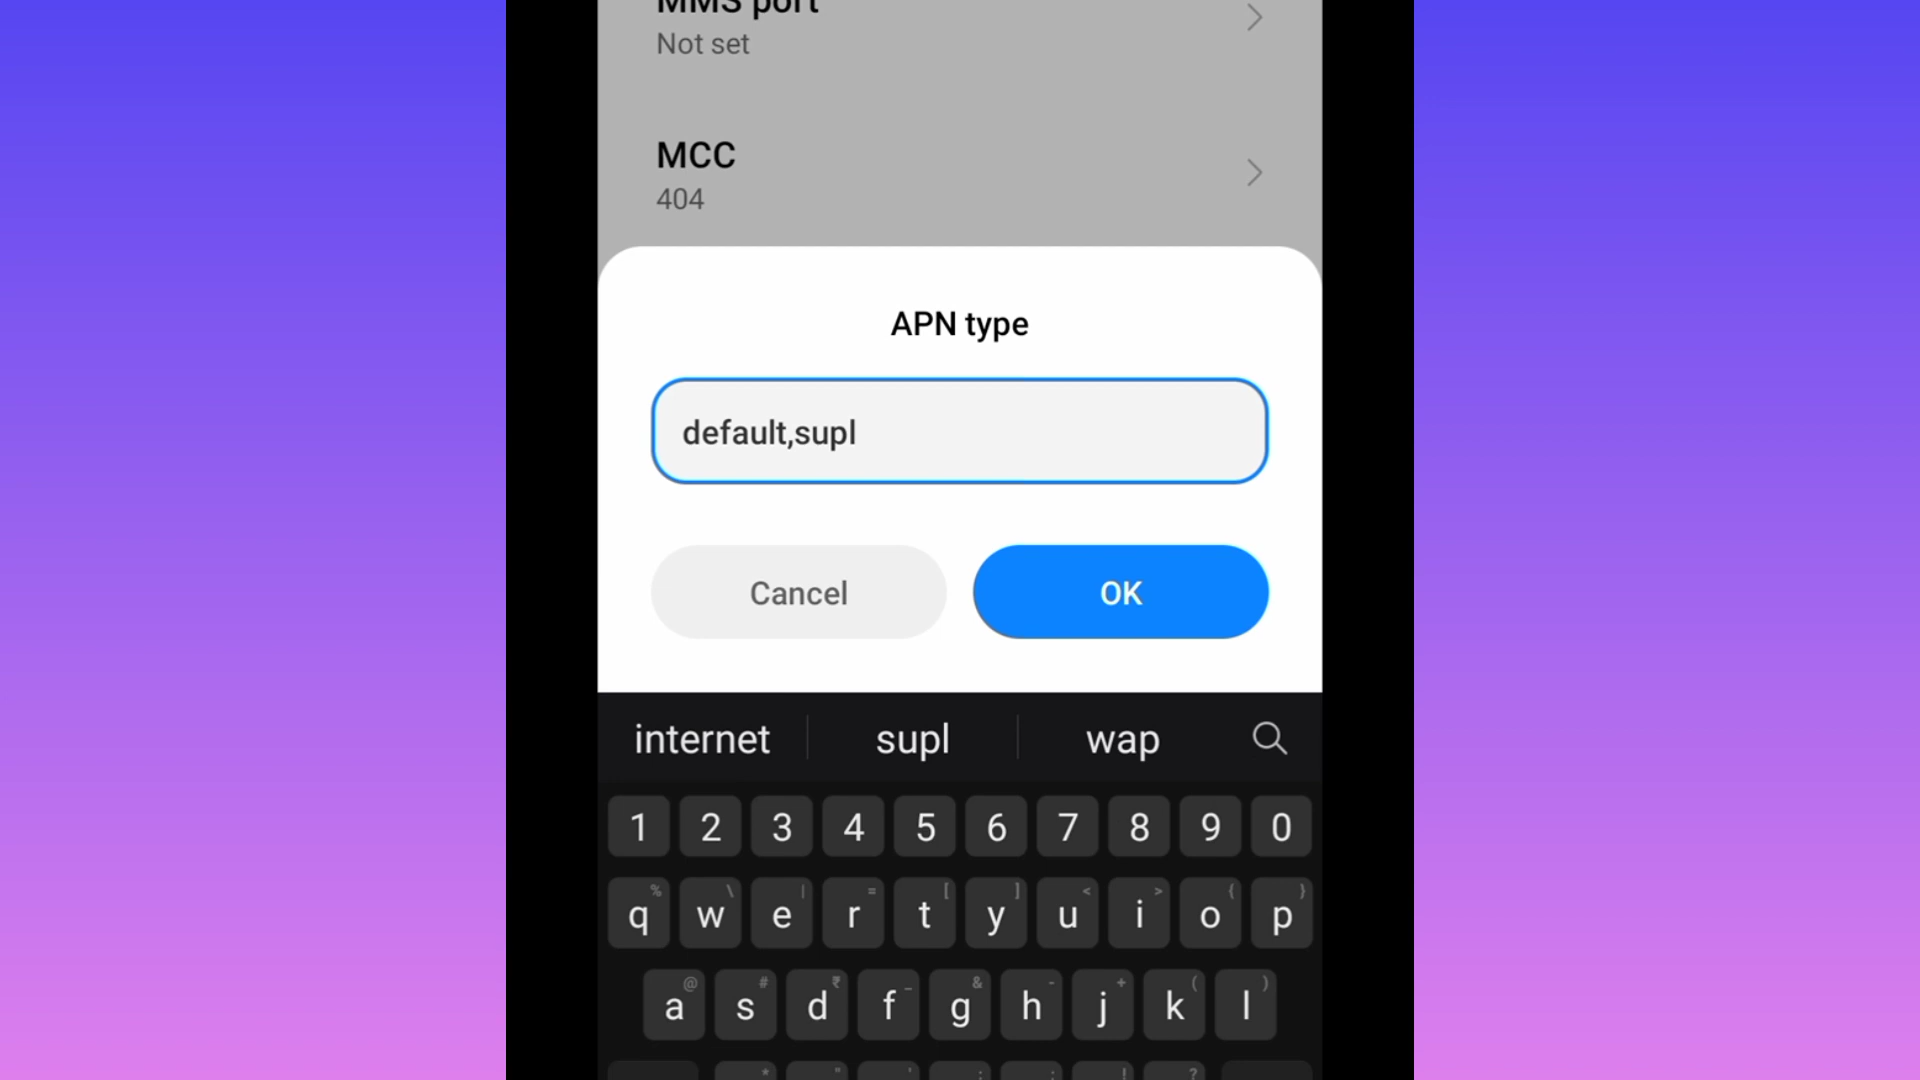 MMS port
Not set
MCC
404
APN type
default,supl
Cancel OK
internet supl wap
1 2 3 4 5 6 7 8 9 0
% \ | = [ ] < > { }
q w e r t y u i o p
@ # ₹ _ & - + ( )
a s d f g h j k l
* " ' : ; ! ?